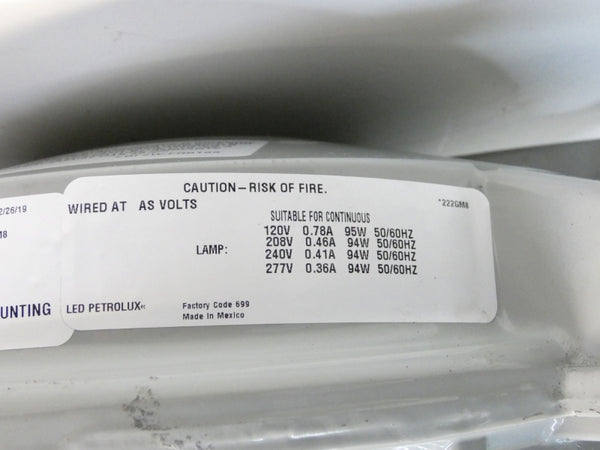 2/26/19
CAUTION – RISK OF FIRE.
WIRED AT AS VOLTS
*222GM8
SUITABLE FOR CONTINUOUS
LAMP:
120V 0.78A 95W 50/60HZ
208V 0.46A 94W 50/60HZ
240V 0.41A 94W 50/60HZ
277V 0.36A 94W 50/60HZ
UNTING
LED PETROLUX«
Factory Code 699
Made in Mexico